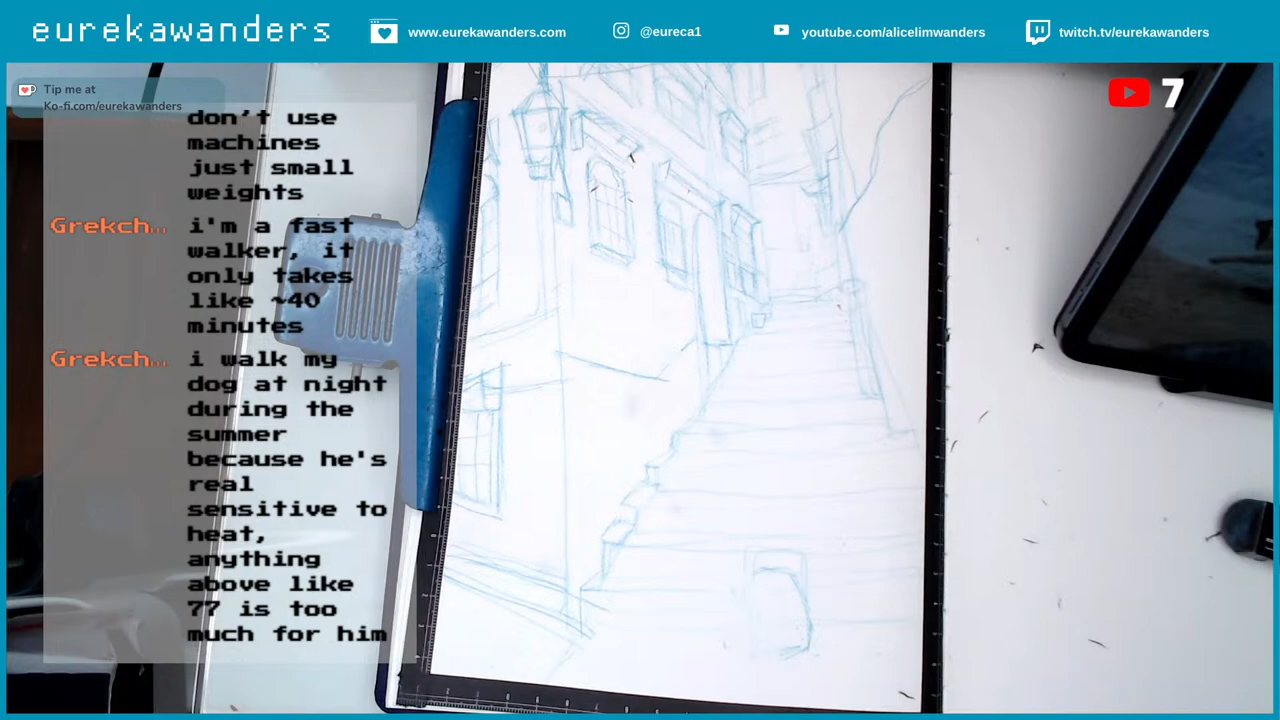 eurekawanders
www.eurekawanders.com
@eureca1
youtube.com/alicelimwanders
twitch.tv/eurekawanders
Tip me at
Ko-fi.com/eurekawanders
7
don't use
machines
just small
weights
Grekch... i'm a fast
walker, it
only takes
like ~40
minutes
Grekch... i walk my
dog at night
during the
summer
because he's
real
sensitive to
heat,
anything
above like
77 is too
much for him